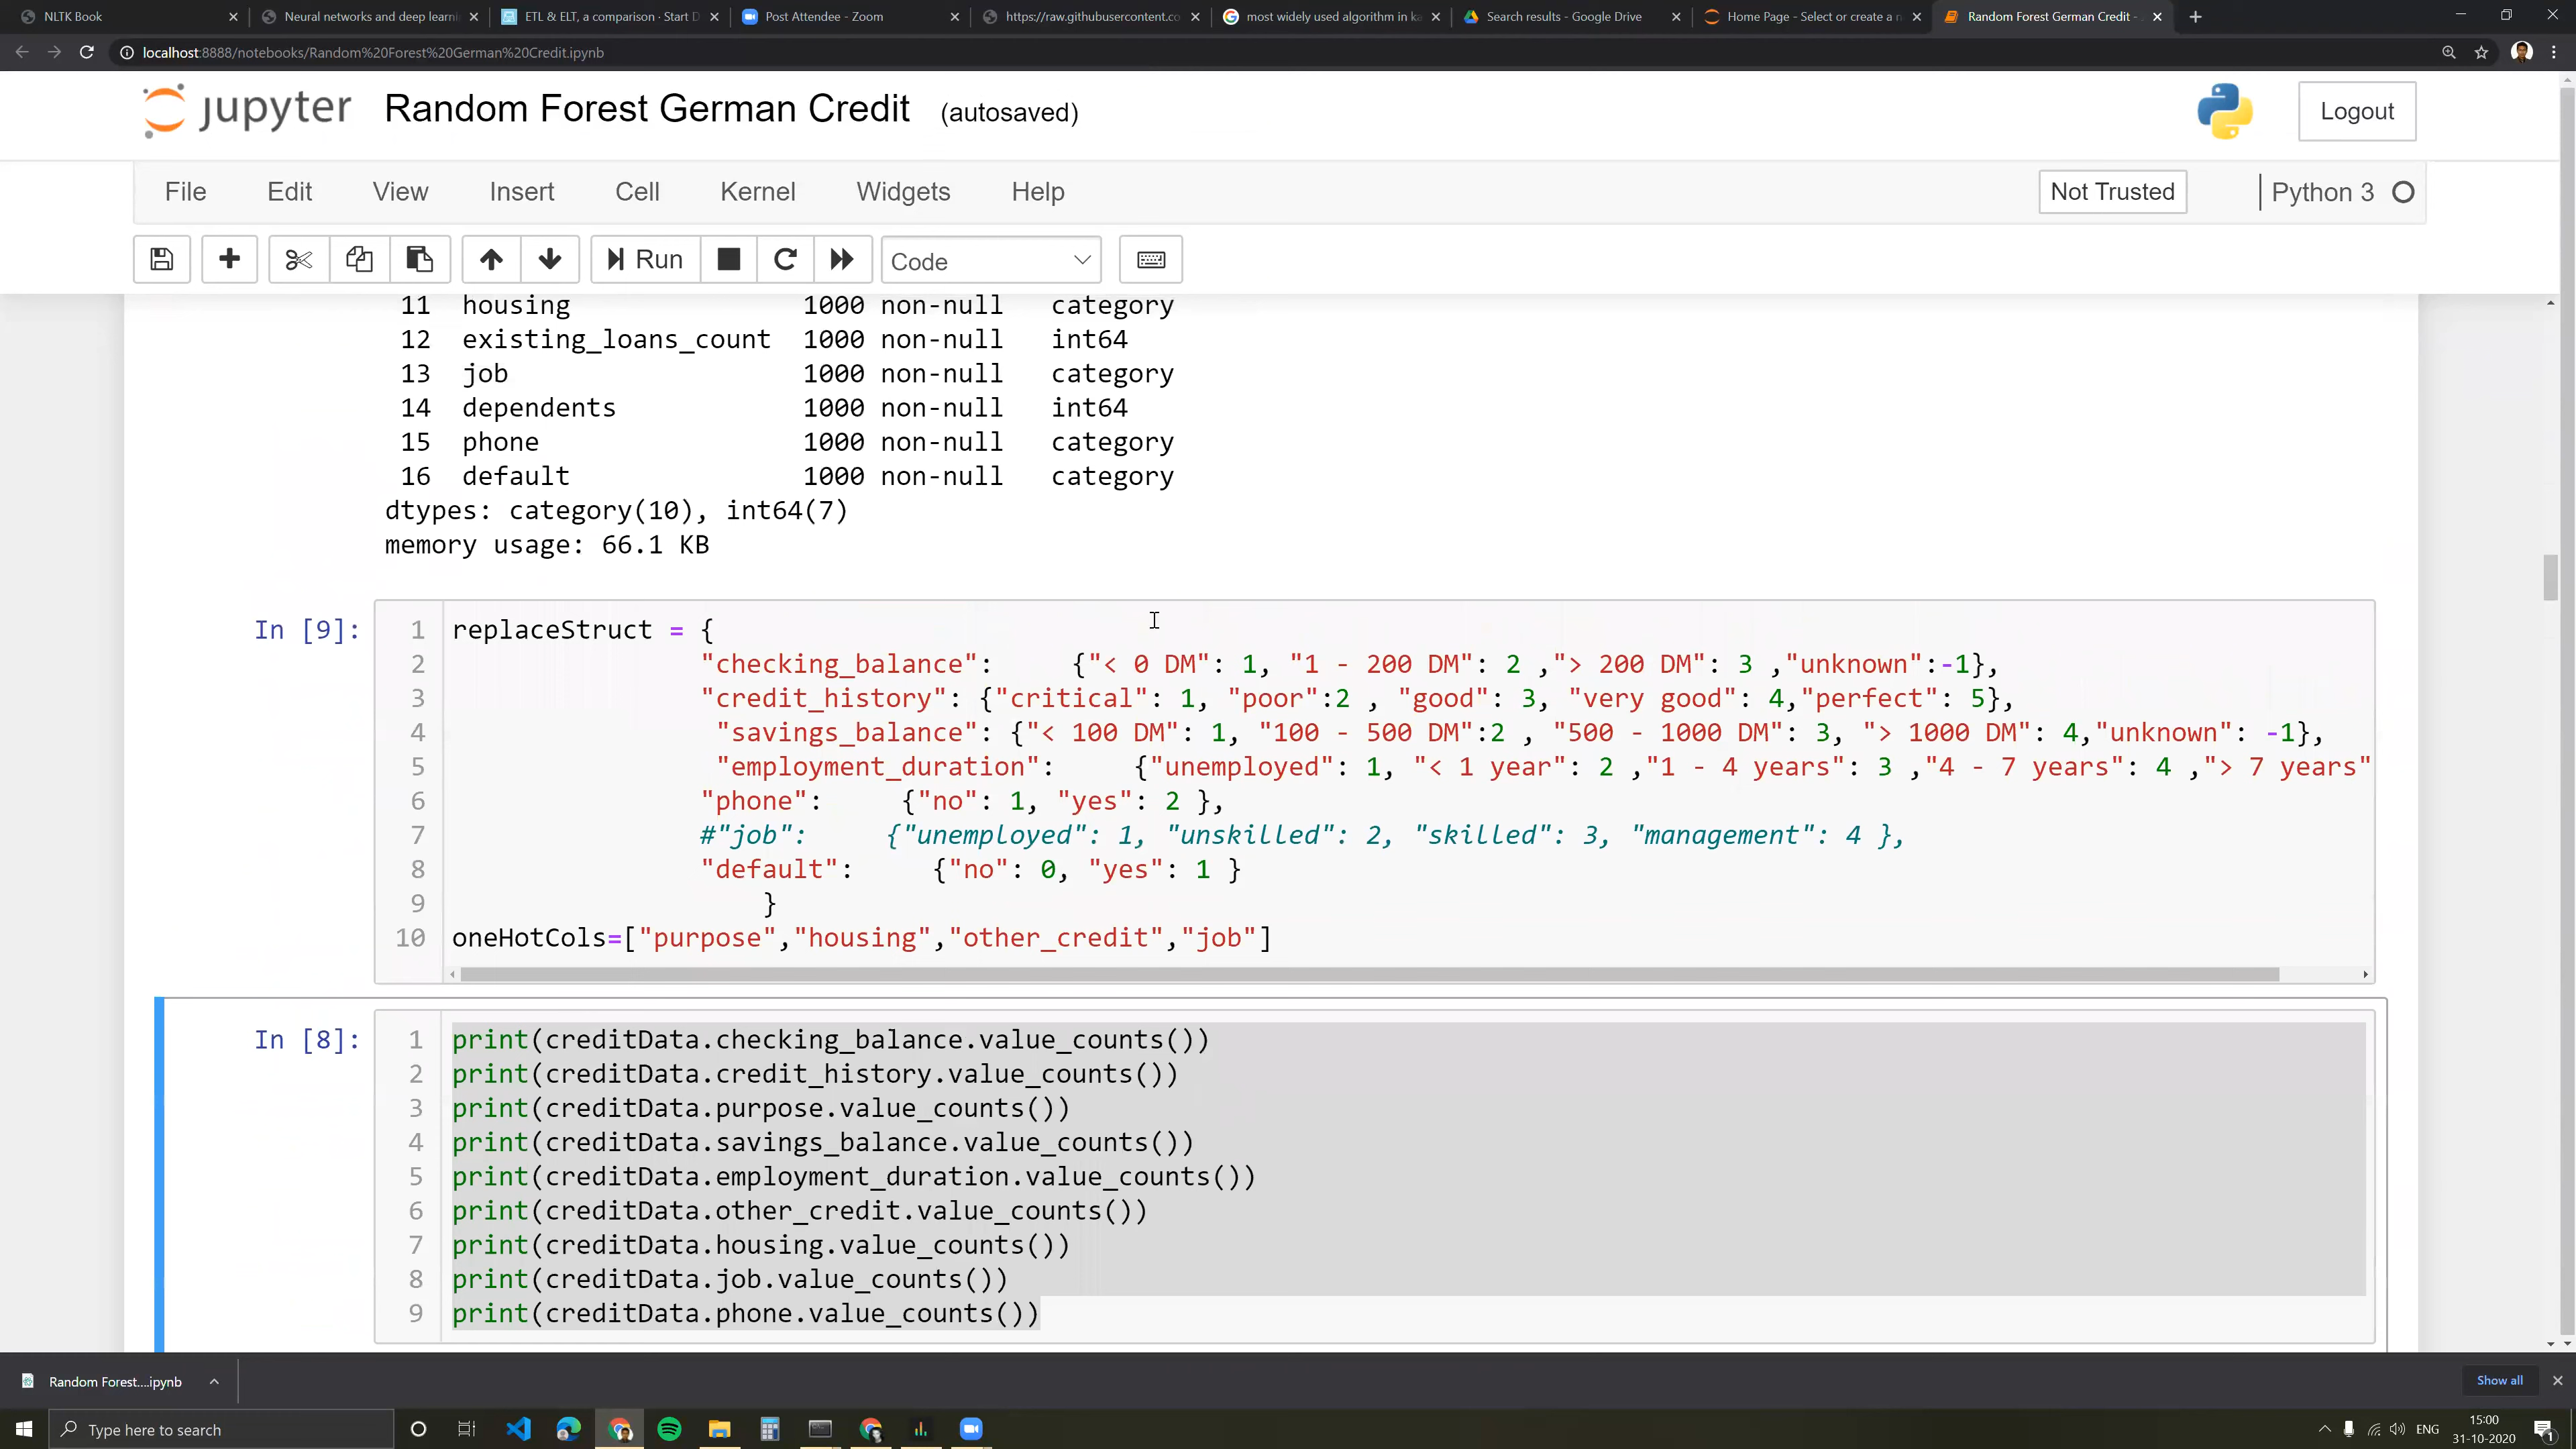 NLTK Book
Neural networks and deep learni
ETL & ELT, a comparison · Start D
Post Attendee - Zoom
https://raw.githubusercontent.co
most widely used algorithm in ka
Search results - Google Drive
Home Page - Select or create a n
Random Forest German Credit -
localhost:8888/notebooks/Random%20Forest%20German%20Credit.ipynb
jupyter Random Forest German Credit (autosaved)
Logout
File Edit View Insert Cell Kernel Widgets Help
Not Trusted
Python 3
Run
Code
11 housing 1000 non-null category
12 existing_loans_count 1000 non-null int64
13 job 1000 non-null category
14 dependents 1000 non-null int64
15 phone 1000 non-null category
16 default 1000 non-null category
dtypes: category(10), int64(7)
memory usage: 66.1 KB
In [9]:
1 replaceStruct = {
2 "checking_balance": {"< 0 DM": 1, "1 - 200 DM": 2 ,"> 200 DM": 3 ,"unknown":-1},
3 "credit_history": {"critical": 1, "poor":2 , "good": 3, "very good": 4,"perfect": 5},
4 "savings_balance": {"< 100 DM": 1, "100 - 500 DM":2 , "500 - 1000 DM": 3, "> 1000 DM": 4,"unknown": -1},
5 "employment_duration": {"unemployed": 1, "< 1 year": 2 ,"1 - 4 years": 3 ,"4 - 7 years": 4 ,"> 7 years"
6 "phone": {"no": 1, "yes": 2 },
7 #"job": {"unemployed": 1, "unskilled": 2, "skilled": 3, "management": 4 },
8 "default": {"no": 0, "yes": 1 }
9 }
10 oneHotCols=["purpose","housing","other_credit","job"]
In [8]:
1 print(creditData.checking_balance.value_counts())
2 print(creditData.credit_history.value_counts())
3 print(creditData.purpose.value_counts())
4 print(creditData.savings_balance.value_counts())
5 print(creditData.employment_duration.value_counts())
6 print(creditData.other_credit.value_counts())
7 print(creditData.housing.value_counts())
8 print(creditData.job.value_counts())
9 print(creditData.phone.value_counts())
Random Forest....ipynb
Show all
Type here to search
ENG
15:00
31-10-2020
1